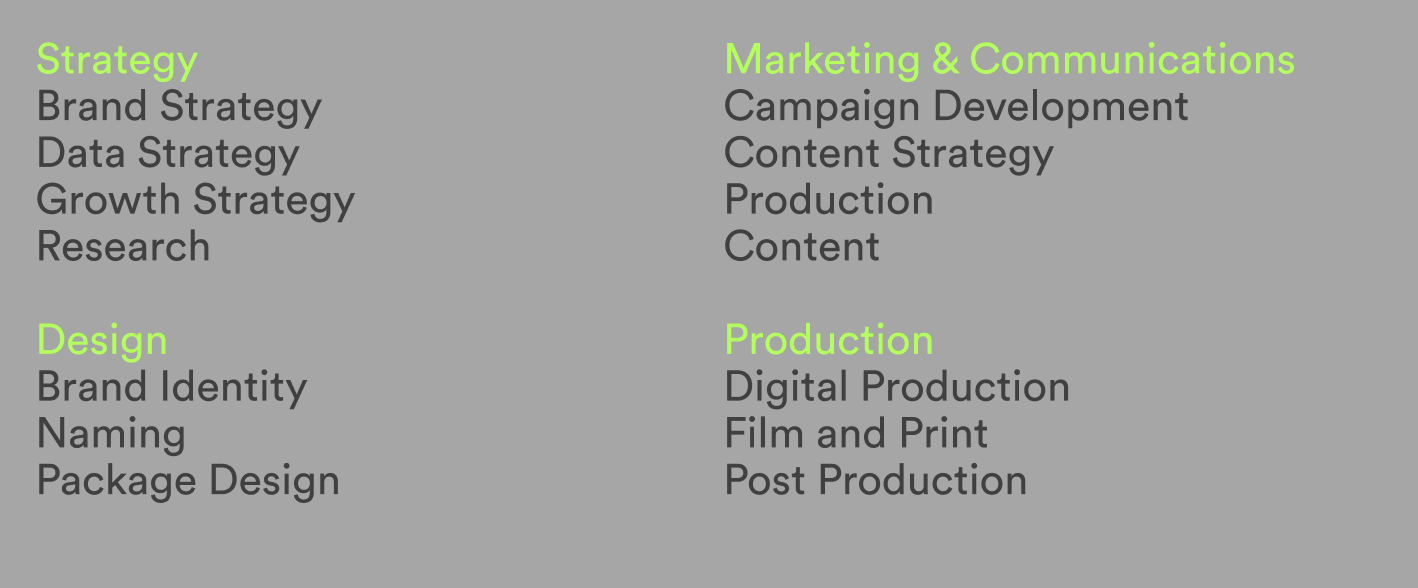 Strategy
Brand Strategy
Data Strategy
Growth Strategy
Research
Design
Brand Identity
Naming
Package Design
Marketing & Communications
Campaign Development
Content Strategy
Production
Content
Production
Digital Production
Film and Print
Post Production